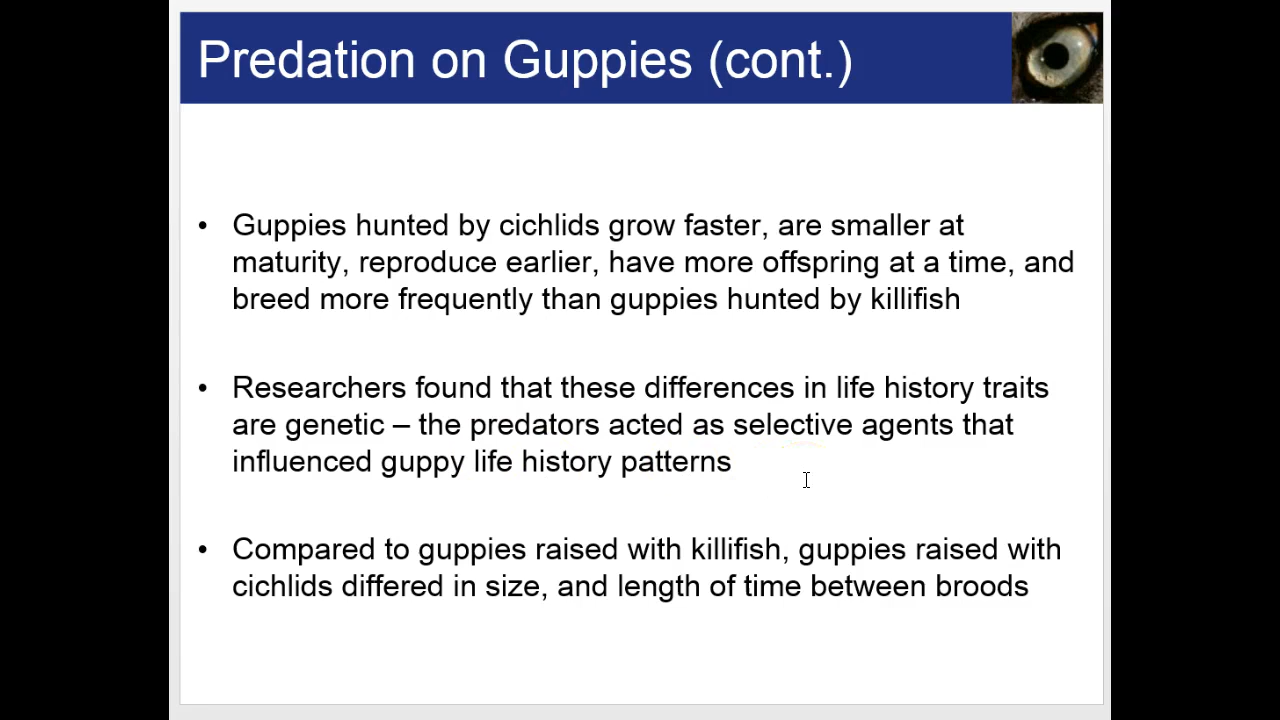 Predation on Guppies (cont.)
• Guppies hunted by cichlids grow faster, are smaller at
maturity, reproduce earlier, have more offspring at a time, and
breed more frequently than guppies hunted by killifish
• Researchers found that these differences in life history traits
are genetic – the predators acted as selective agents that
influenced guppy life history patterns
• Compared to guppies raised with killifish, guppies raised with
cichlids differed in size, and length of time between broods